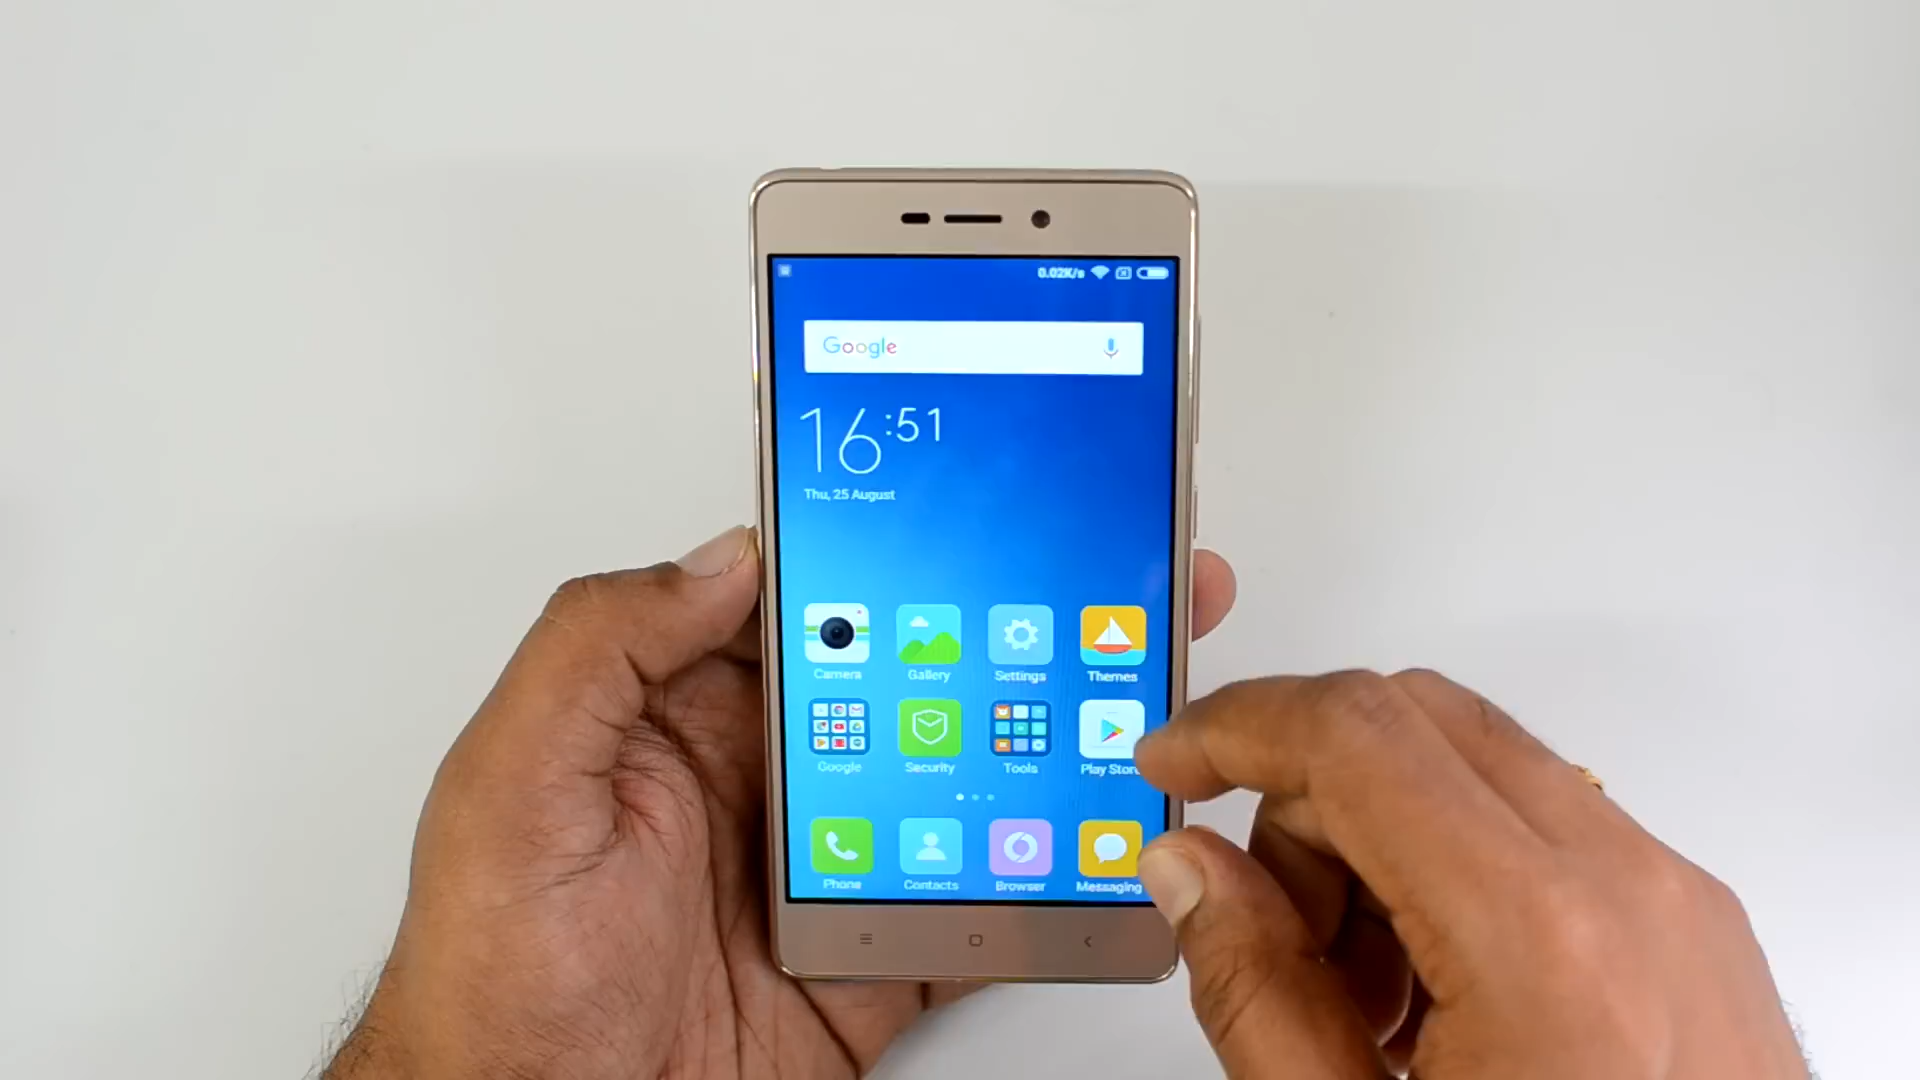 0.02K/s
Google
16:51
Thu, 25 August
Camera Gallery Settings Themes
Google Security Tools Play Store
Phone Contacts Browser Messaging